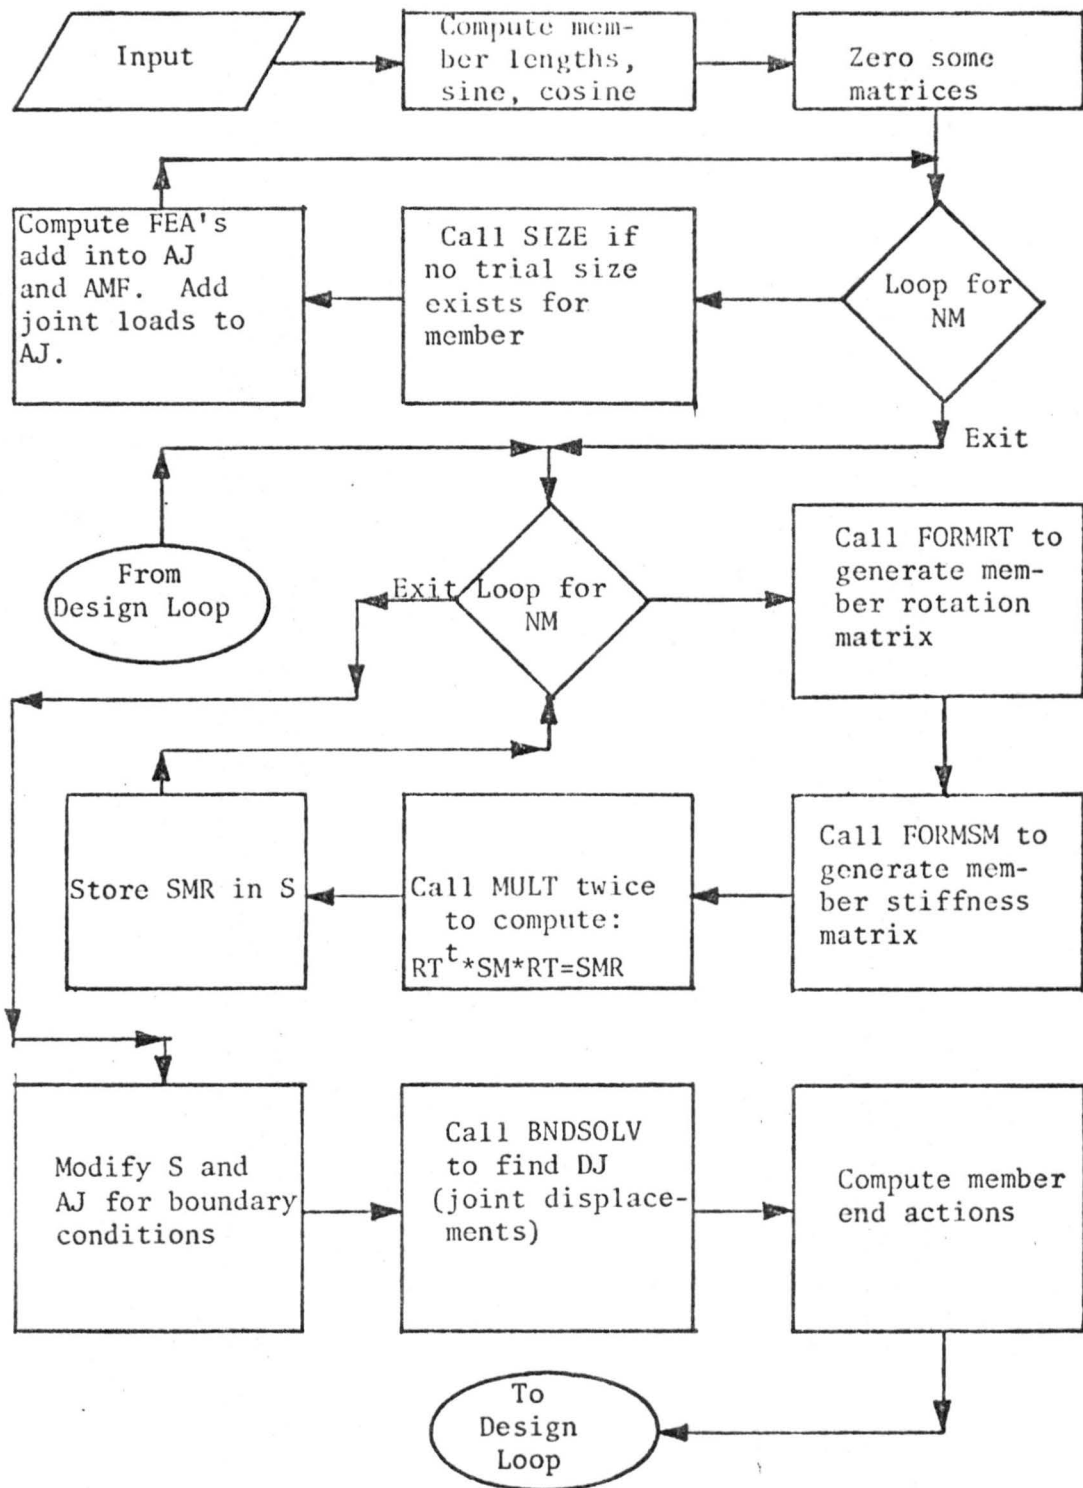 Input
Compute mem-
ber lengths,
sine, cosine
Zero some
matrices
Compute FEA's
add into AJ
and AMF. Add
joint loads to
AJ.
Call SIZE if
no trial size
exists for
member
Loop for
NM
Exit
From
Design Loop
Exit
Loop for
NM
Call FORMRT to
generate mem-
ber rotation
matrix
Store SMR in S
Call MULT twice
to compute:
RT^t*SM*RT=SMR
Call FORMSM to
generate mem-
ber stiffness
matrix
Modify S and
AJ for boundary
conditions
Call BNDSOLV
to find DJ
(joint displace-
ments)
Compute member
end actions
To
Design
Loop